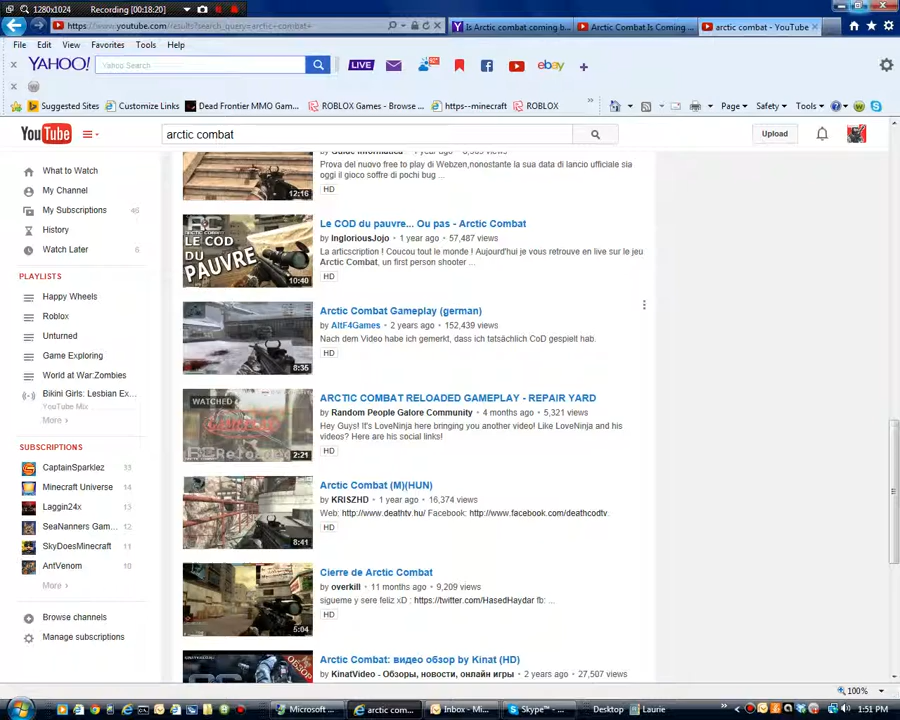 1280x1024 Recording [00:18:20]
https://www.youtube.com/results?search_query=arctic+combat+
Is Arctic combat coming b...
Arctic Combat Is Coming ...
arctic combat - YouTube
File Edit View Favorites Tools Help
YAHOO! Yahoo Search LIVE ebay
Suggested Sites Customize Links Dead Frontier MMO Gam... ROBLOX Games - Browse ... https--minecraft ROBLOX
Page Safety Tools
YouTube arctic combat Upload
What to Watch
My Channel
My Subscriptions 46
History
Watch Later 6
PLAYLISTS
Happy Wheels
Roblox
Unturned
Game Exploring
World at War:Zombies
Bikini Girls: Lesbian Ex...
YouTube Mix
More ›
SUBSCRIPTIONS
CaptainSparklez 33
Minecraft Universe 14
Laggin24x 13
SeaNanners Gam... 12
SkyDoesMinecraft 11
AntVenom 10
More ›
Browse channels
Manage subscriptions
Prova del nuovo free to play di Webzen,nonostante la sua data di lancio ufficiale sia
oggi il gioco soffre di pochi bug ...
HD
12:16
LE COD
DU
PAUVRE
10:40
Le COD du pauvre... Ou pas - Arctic Combat
by IngloriousJojo • 1 year ago • 57,487 views
La articscription ! Coucou tout le monde ! Aujourd'hui je vous retrouve en live sur le jeu
Arctic Combat, un first person shooter ...
HD
8:35
Arctic Combat Gameplay (german)
by AltF4Games • 2 years ago • 152,439 views
Nach dem Video habe ich gemerkt, dass ich tatsächlich CoD gespielt hab.
HD
WATCHED
2:21
ARCTIC COMBAT RELOADED GAMEPLAY - REPAIR YARD
by Random People Galore Community • 4 months ago • 5,321 views
Hey Guys! It's LoveNinja here bringing you another video! Like LoveNinja and his
videos? Here are his social links!
HD
8:41
Arctic Combat (M)(HUN)
by KRISZHD • 1 year ago • 16,374 views
Web: http://www.deathtv.hu/ Facebook: http://www.facebook.com/deathcodtv.
HD
5:04
Cierre de Arctic Combat
by overkill • 11 months ago • 9,209 views
sigueme y sere feliz xD : https://twitter.com/HasedHaydar fb: ...
HD
ОБЗОР
Arctic Combat: видео обзор by Kinat (HD)
by KinatVideo - Обзоры, новости, онлайн игры • 2 years ago • 27,507 views
100%
Microsoft ... arctic com... Inbox - Mi... Skype™ - ... Desktop Laurie 1:51 PM